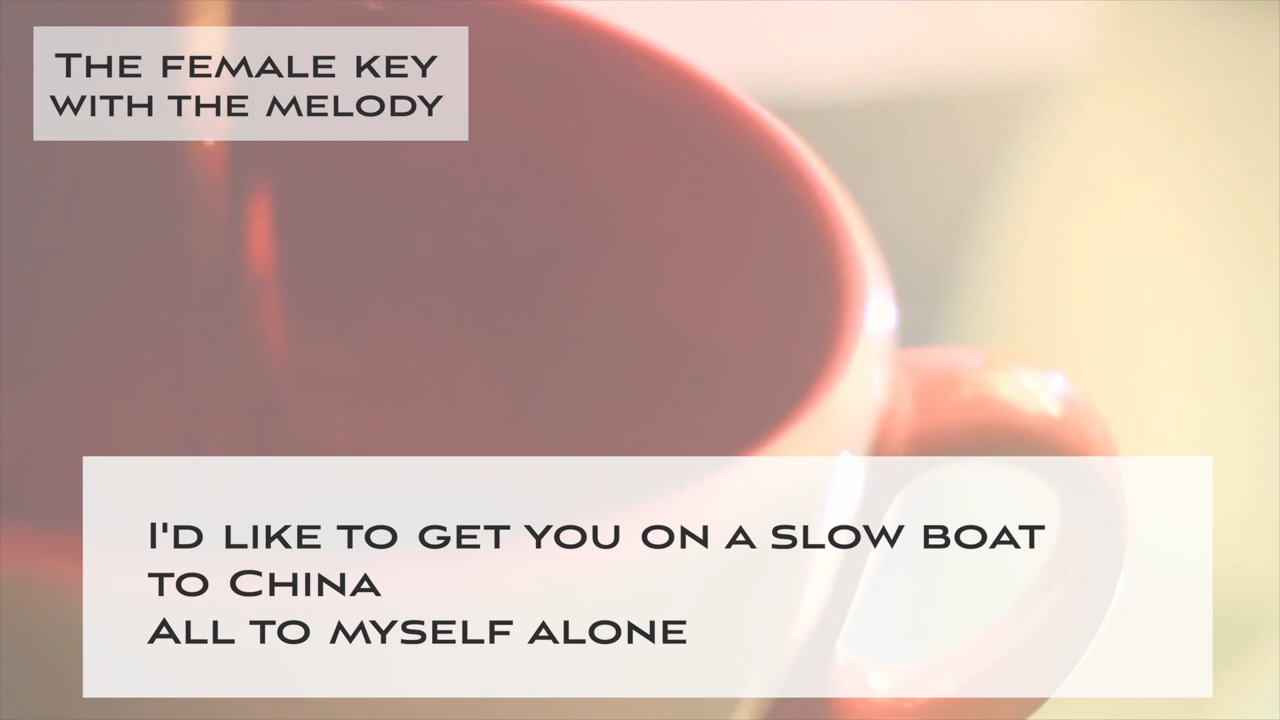 The female key
with the melody
I'd like to get you on a slow boat
to China
All to myself alone